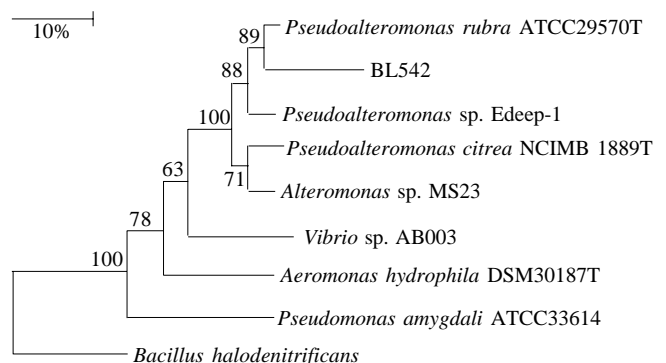 Pseudoalteromonas rubra ATCC29570T
89
10%
BL542
88
Pseudoalteromonas sp. Edeep-1
100
Pseudoalteromonas citrea NCIMB 1889T
63
71
Alteromonas sp. MS23
78
Vibrio sp. AB003
100
Aeromonas hydrophila DSM30187T
Pseudomonas amygdali ATCC33614
Bacillus halodenitrificans